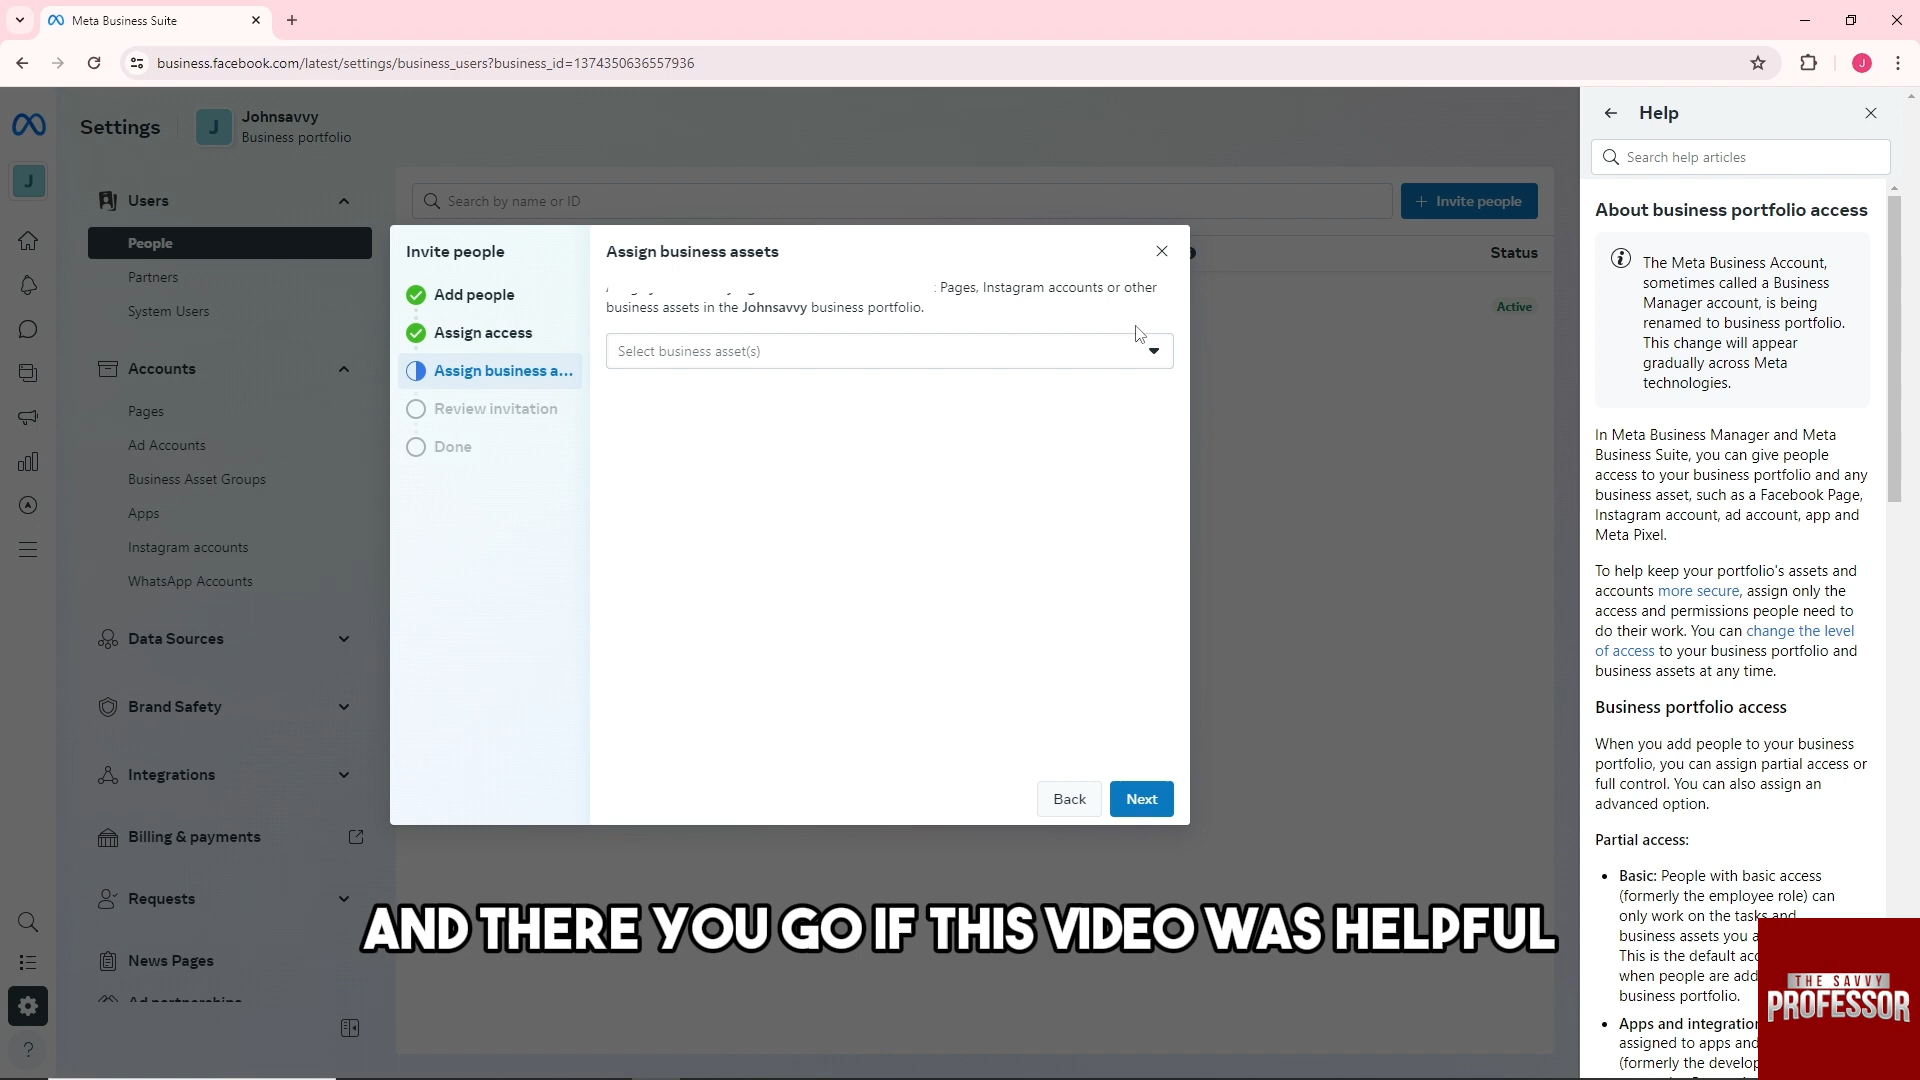 Meta Business Suite
business.facebook.com/latest/settings/business_users?business_id=1374350636557936
J
Settings
J
Johnsavvy
Business portfolio
J
Users
People
Partners
System Users
Accounts
Pages
Ad Accounts
Business Asset Groups
Apps
Instagram accounts
WhatsApp Accounts
Data Sources
Brand Safety
Integrations
Billing & payments
Requests
News Pages
Ad partnerships
Search by name or ID
+ Invite people
Status
Active
Invite people
Add people
Assign access
Assign business a...
Review invitation
Done
Assign business assets
Pages, Instagram accounts or other
business assets in the Johnsavvy business portfolio.
Select business asset(s)
Back
Next
Help
Search help articles
About business portfolio access
The Meta Business Account,
sometimes called a Business
Manager account, is being
renamed to business portfolio.
This change will appear
gradually across Meta
technologies.
In Meta Business Manager and Meta
Business Suite, you can give people
access to your business portfolio and any
business asset, such as a Facebook Page,
Instagram account, ad account, app and
Meta Pixel.
To help keep your portfolio's assets and
accounts more secure, assign only the
access and permissions people need to
do their work. You can change the level
of access to your business portfolio and
business assets at any time.
Business portfolio access
When you add people to your business
portfolio, you can assign partial access or
full control. You can also assign an
advanced option.
Partial access:
• Basic: People with basic access
(formerly the employee role) can
only work on the tasks and
business assets you a
This is the default acc
when people are add
business portfolio.
• Apps and integration
assigned to apps and
(formerly the develop
AND THERE YOU GO IF THIS VIDEO WAS HELPFUL
THE SAVVY
PROFESSOR